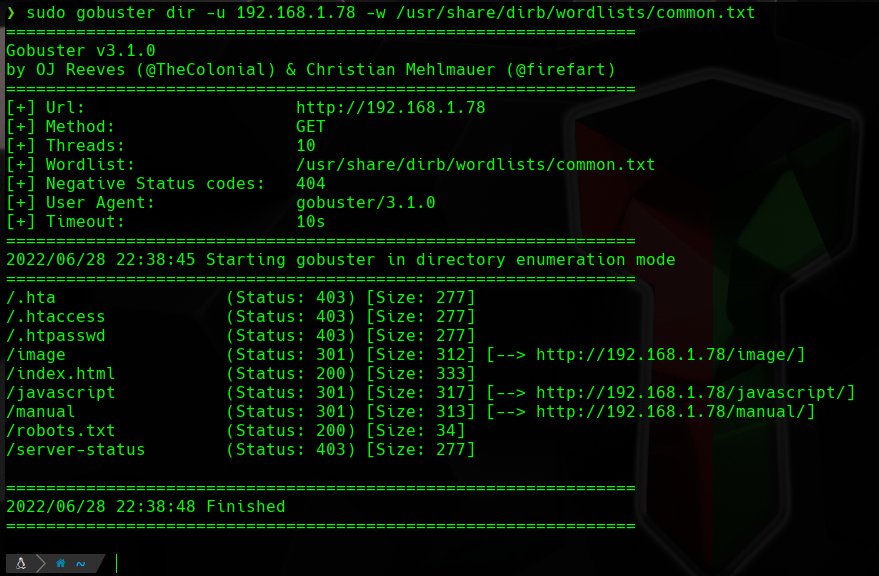 ❯ sudo gobuster dir -u 192.168.1.78 -w /usr/share/dirb/wordlists/common.txt
===============================================================
Gobuster v3.1.0
by OJ Reeves (@TheColonial) & Christian Mehlmauer (@firefart)
===============================================================
[+] Url:                     http://192.168.1.78
[+] Method:                  GET
[+] Threads:                 10
[+] Wordlist:                /usr/share/dirb/wordlists/common.txt
[+] Negative Status codes:   404
[+] User Agent:              gobuster/3.1.0
[+] Timeout:                 10s
===============================================================
2022/06/28 22:38:45 Starting gobuster in directory enumeration mode
===============================================================
/.hta                 (Status: 403) [Size: 277]
/.htaccess            (Status: 403) [Size: 277]
/.htpasswd            (Status: 403) [Size: 277]
/image                (Status: 301) [Size: 312] [--> http://192.168.1.78/image/]
/index.html           (Status: 200) [Size: 333]
/javascript           (Status: 301) [Size: 317] [--> http://192.168.1.78/javascript/]
/manual               (Status: 301) [Size: 313] [--> http://192.168.1.78/manual/]
/robots.txt           (Status: 200) [Size: 34]
/server-status        (Status: 403) [Size: 277]
===============================================================
2022/06/28 22:38:48 Finished
===============================================================
~